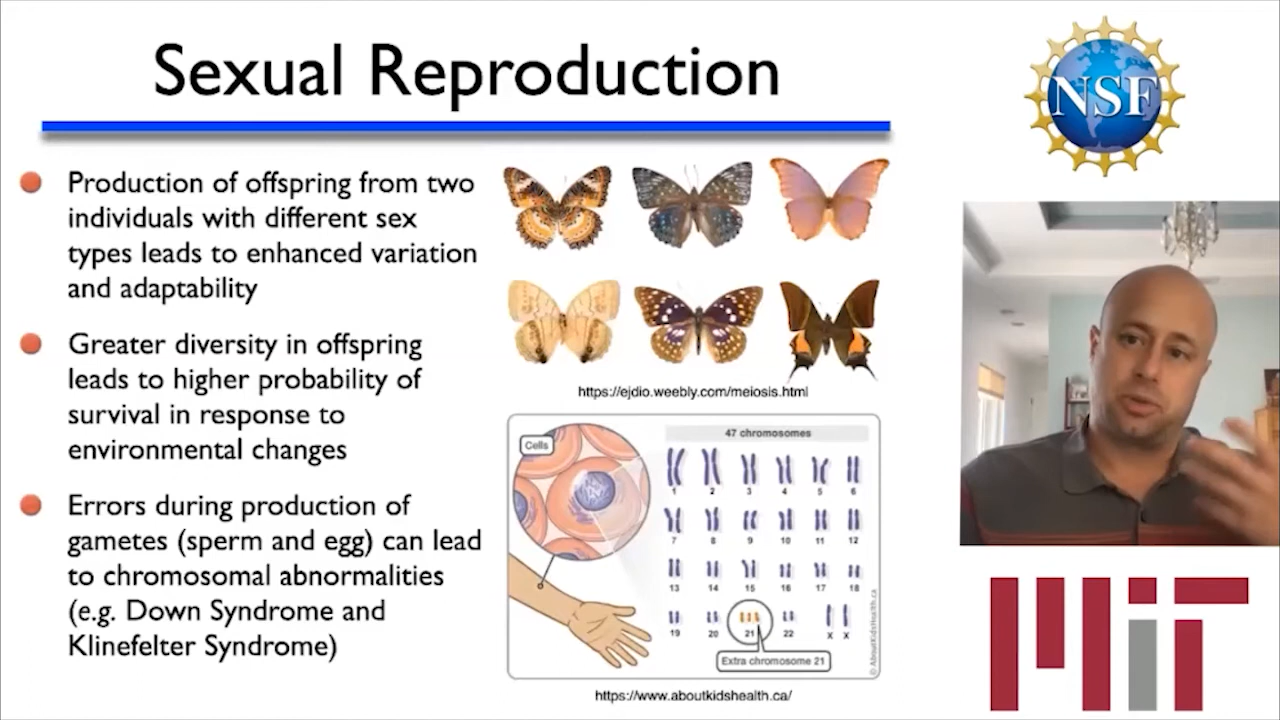 Sexual Reproduction
NSF
Production of offspring from two
individuals with different sex
types leads to enhanced variation
and adaptability
Greater diversity in offspring
leads to higher probability of
survival in response to
environmental changes
Errors during production of
gametes (sperm and egg) can lead
to chromosomal abnormalities
(e.g. Down Syndrome and
Klinefelter Syndrome)
https://ejdio.weebly.com/meiosis.html
Cells
47 chromosomes
1 2 3 4 5 6
7 8 9 10 11 12
13 14 15 16 17 18
19 20 21 22 X X
Extra chromosome 21
© AboutKidsHealth.ca
https://www.aboutkidshealth.ca/
MIT